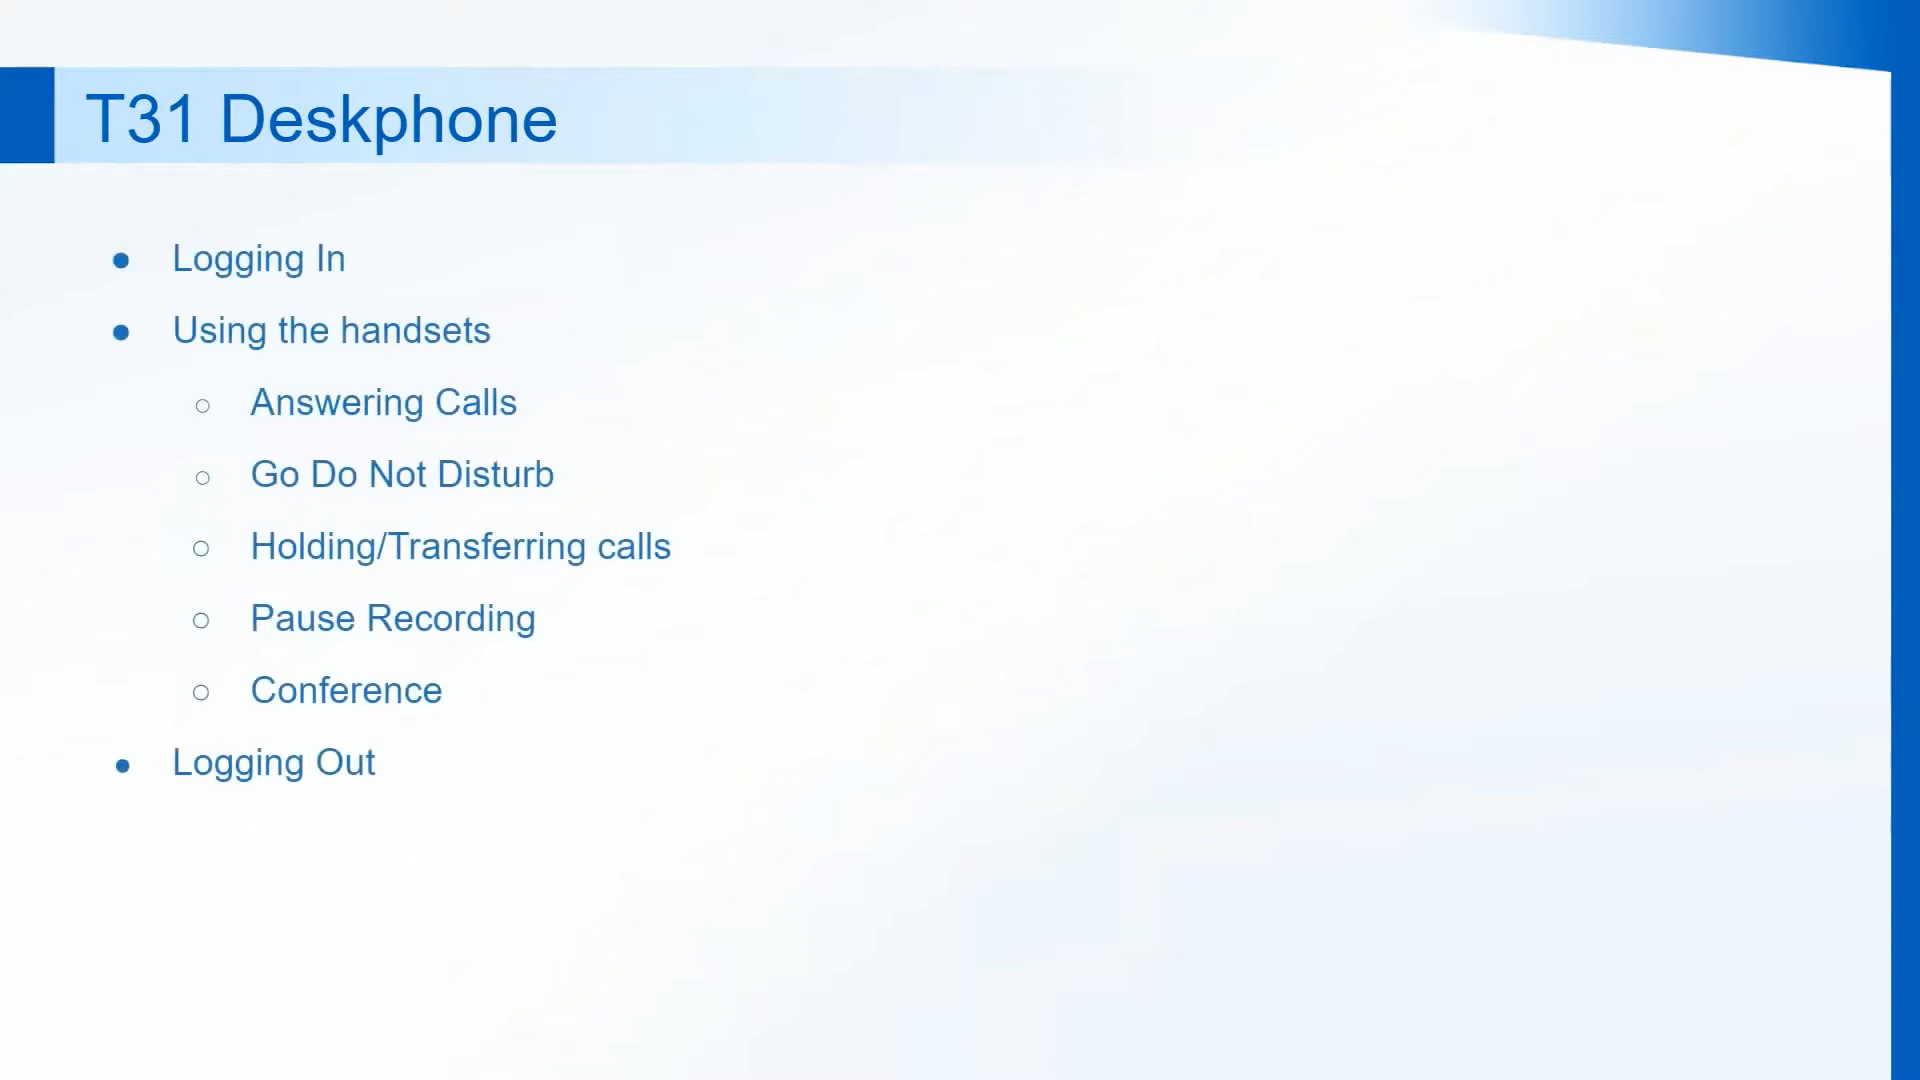 T31 Deskphone
Logging In
Using the handsets
Answering Calls
Go Do Not Disturb
Holding/Transferring calls
Pause Recording
Conference
Logging Out